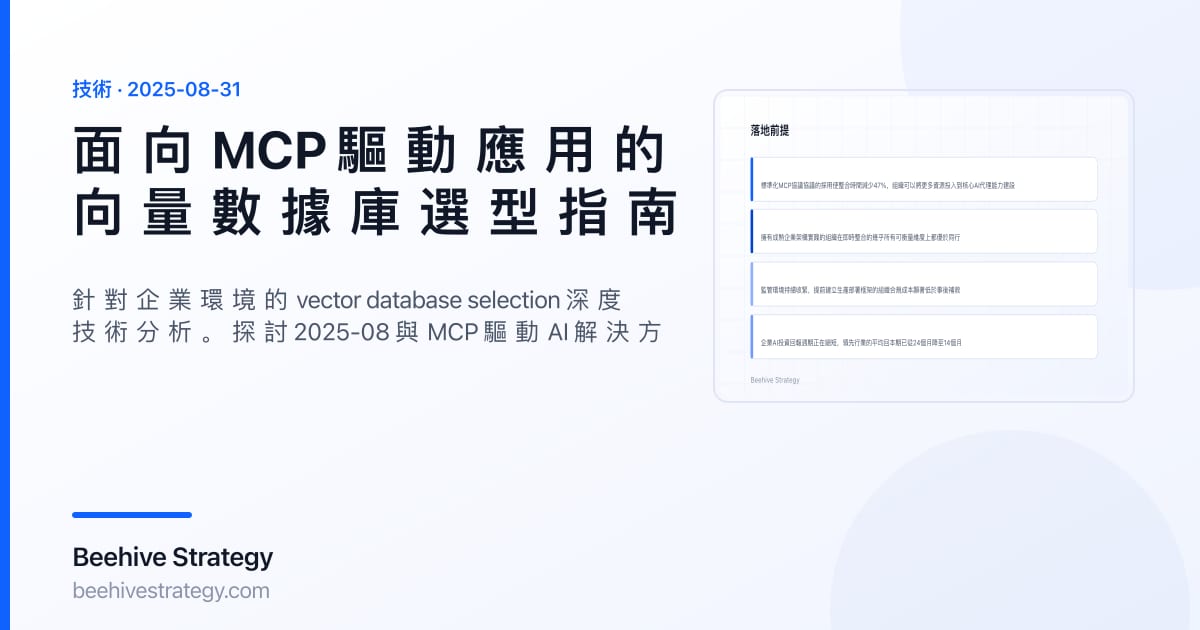 技術 · 2025-08-31
面向 MCP 驅動應用的
向量數據庫選型指南
針對企業環境的 vector database selection 深度
技術分析。探討 2025-08 與 MCP 驅動 AI 解決方
落地前提
標準化MCP協議協議的採用使整合時間減少47%，組織可以將更多資源投入到核心AI代理能力建設
擁有成熟企業架構實踐的組織在即時整合的幾乎所有可衡量維度上都優於同行
監管環境持續收緊，提前建立生產部署框架的組織合規成本顯著低於事後補救
企業AI投資回報週期正在縮短，領先行業的平均回本期已從24個月降至14個月
Beehive Strategy
Beehive Strategy
beehivestrategy.com